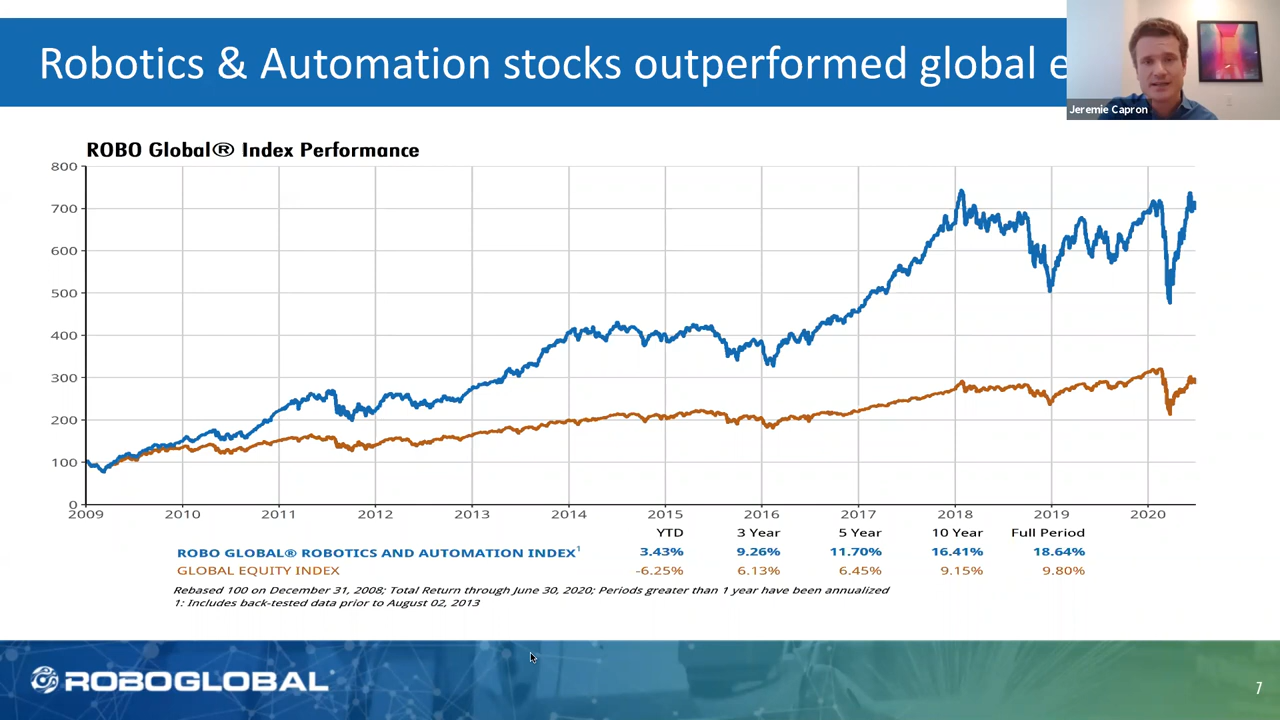 Robotics & Automation stocks outperformed global e
Jeremie Capron
ROBO Global® Index Performance
800
700
600
500
400
300
200
100
0
2009 2010 2011 2012 2013 2014 2015 2016 2017 2018 2019 2020
YTD 3 Year 5 Year 10 Year Full Period
ROBO GLOBAL® ROBOTICS AND AUTOMATION INDEX¹ 3.43% 9.26% 11.70% 16.41% 18.64%
GLOBAL EQUITY INDEX -6.25% 6.13% 6.45% 9.15% 9.80%
Rebased 100 on December 31, 2008; Total Return through June 30, 2020; Periods greater than 1 year have been annualized
1: Includes back-tested data prior to August 02, 2013
ROBOGLOBAL
7